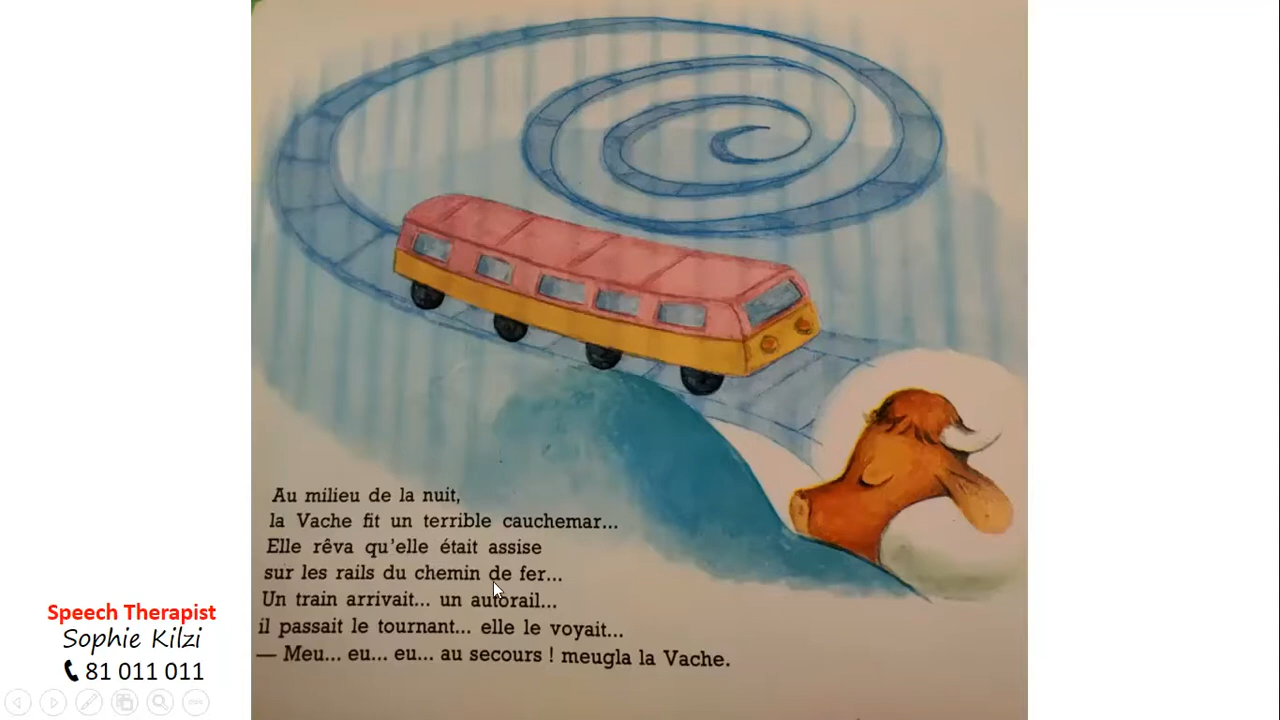 Au milieu de la nuit,
la Vache fit un terrible cauchemar...
Elle rêva qu'elle était assise
sur les rails du chemin de fer...
Un train arrivait... un autorail...
il passait le tournant... elle le voyait...
— Meu... eu... eu... au secours ! meugla la Vache.
Speech Therapist
Sophie Kilzi
81 011 011